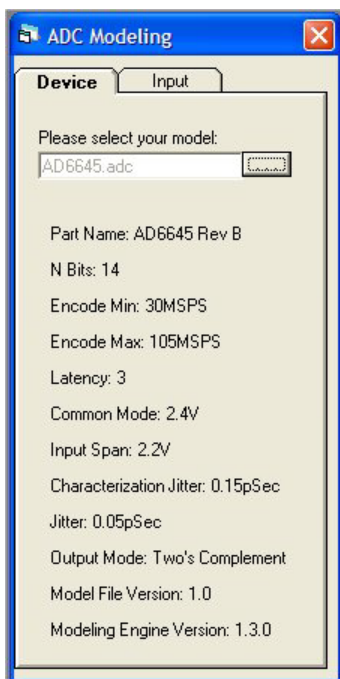 ADC Modeling
Device Input
Please select your model:
AD6645.adc
Part Name: AD6645 Rev B
N Bits: 14
Encode Min: 30MSPS
Encode Max: 105MSPS
Latency: 3
Common Mode: 2.4V
Input Span: 2.2V
Characterization Jitter: 0.15pSec
Jitter: 0.05pSec
Output Mode: Two's Complement
Model File Version: 1.0
Modeling Engine Version: 1.3.0